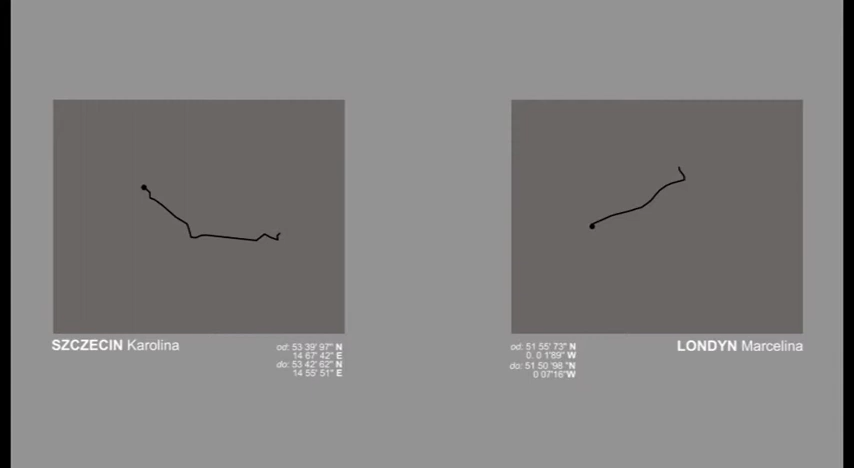 SZCZECIN Karolina
od: 53 39' 97" N
14 67' 42" E
do: 53 42' 62" N
14 55' 51" E
od: 51 55' 73" N
0. 0 1'89" W
do: 51 50 '98 "N
0 07'16"W
LONDYN Marcelina